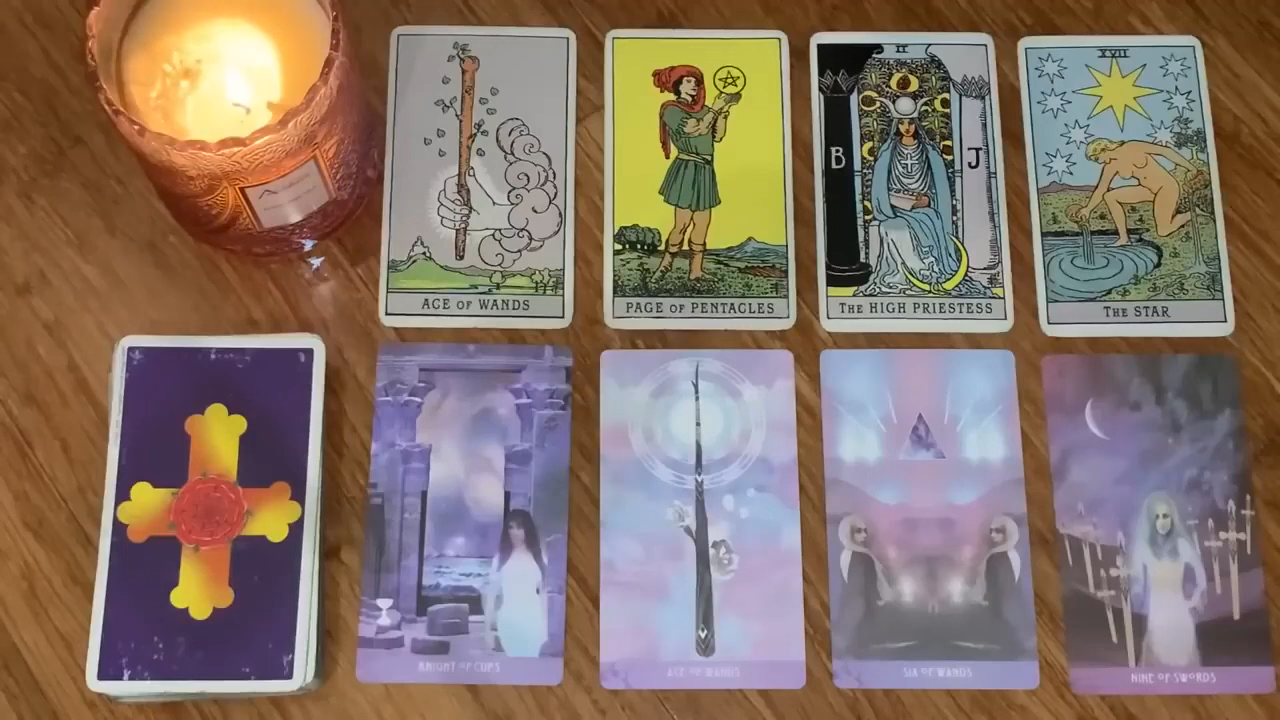 ACE OF WANDS
PAGE OF PENTACLES
II
B
J
THE HIGH PRIESTESS
XVII
THE STAR
KNIGHT OF CUPS
ACE OF WANDS
SIX OF WANDS
NINE OF SWORDS